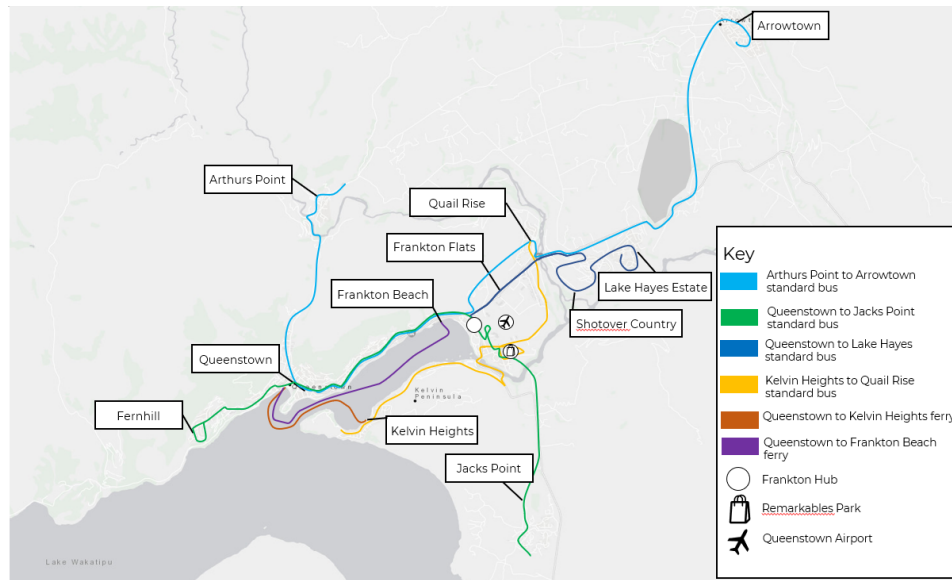 Arrowtown
Arthurs Point
Quail Rise
Frankton Flats
Frankton Beach
Lake Hayes Estate
Shotover Country
Queenstown
Kelvin
Peninsula
Fernhill
Kelvin Heights
Jacks Point
Lake Wakatipu
Key
Arthurs Point to Arrowtown
standard bus
Queenstown to Jacks Point
standard bus
Queenstown to Lake Hayes
standard bus
Kelvin Heights to Quail Rise
standard bus
Queenstown to Kelvin Heights ferry
Queenstown to Frankton Beach
ferry
Frankton Hub
Remarkables Park
Queenstown Airport